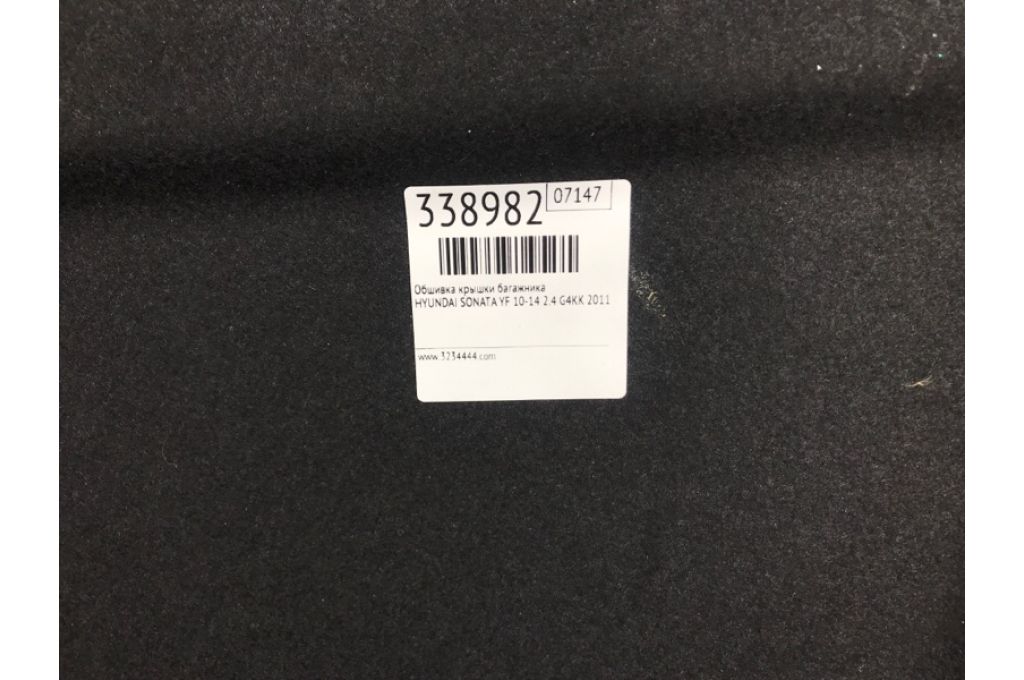 338982
07147
Обшивка крышки багажника
HYUNDAI SONATA YF 10-14 2.4 G4KK 2011
www.3234444.com